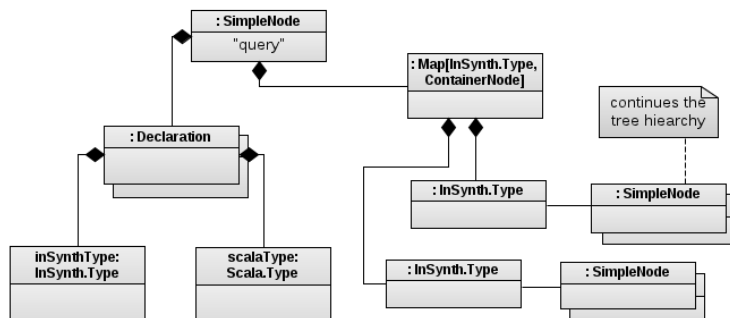 : SimpleNode
"query"
: Map[InSynth.Type,
ContainerNode]
continues the
tree hiearchy
: Declaration
: InSynth.Type
: SimpleNode
inSynthType:
InSynth.Type
scalaType:
Scala.Type
: InSynth.Type
: SimpleNode